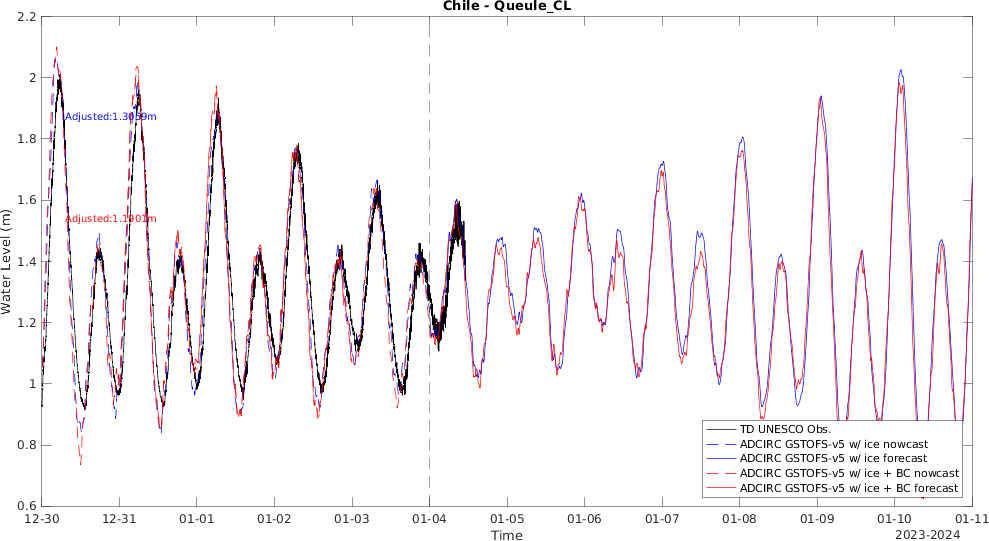 Chile - Queule_CL
2.2
2
1.8
1.6
1.4
1.2
1
0.8
0.6
Water Level (m)
Adjusted:1.3059m
Adjusted:1.1901m
TD UNESCO Obs.
ADCIRC GSTOFS-v5 w/ ice nowcast
ADCIRC GSTOFS-v5 w/ ice forecast
ADCIRC GSTOFS-v5 w/ ice + BC nowcast
ADCIRC GSTOFS-v5 w/ ice + BC forecast
12-30 12-31 01-01 01-02 01-03 01-04 01-05 01-06 01-07 01-08 01-09 01-10 01-11
Time
2023-2024